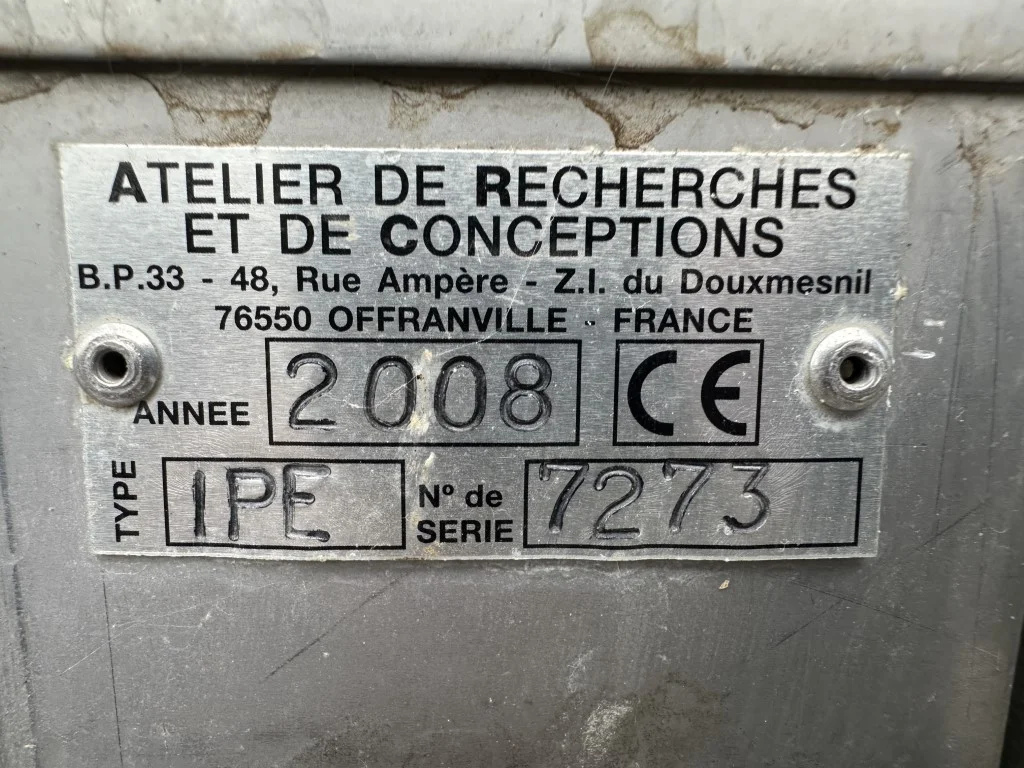 ATELIER DE RECHERCHES
ET DE CONCEPTIONS
B.P.33 - 48, Rue Ampère - Z.I. du Douxmesnil
76550 OFFRANVILLE - FRANCE
ANNEE 2008 CE
TYPE IPE N° de SERIE 7273